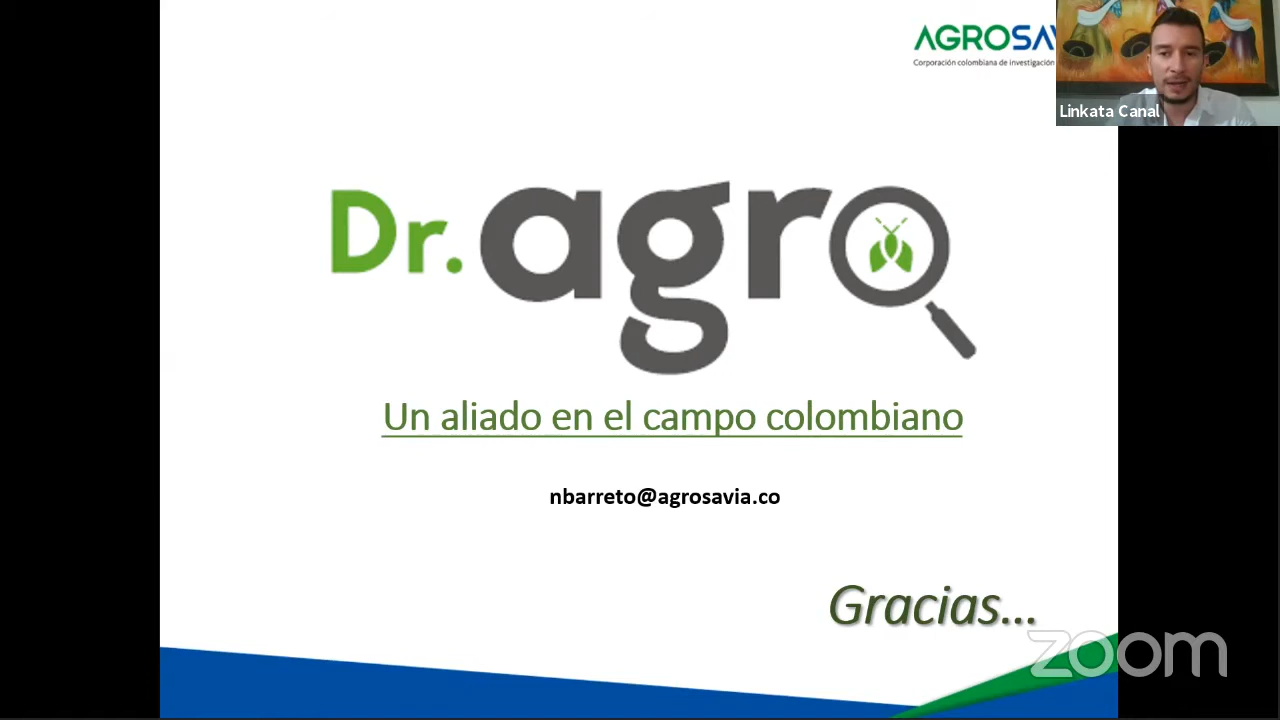 AGROSAV
Corporación colombiana de investigación
Linkata Canal
Dr. agro
Un aliado en el campo colombiano
nbarreto@agrosavia.co
Gracias...
zoom